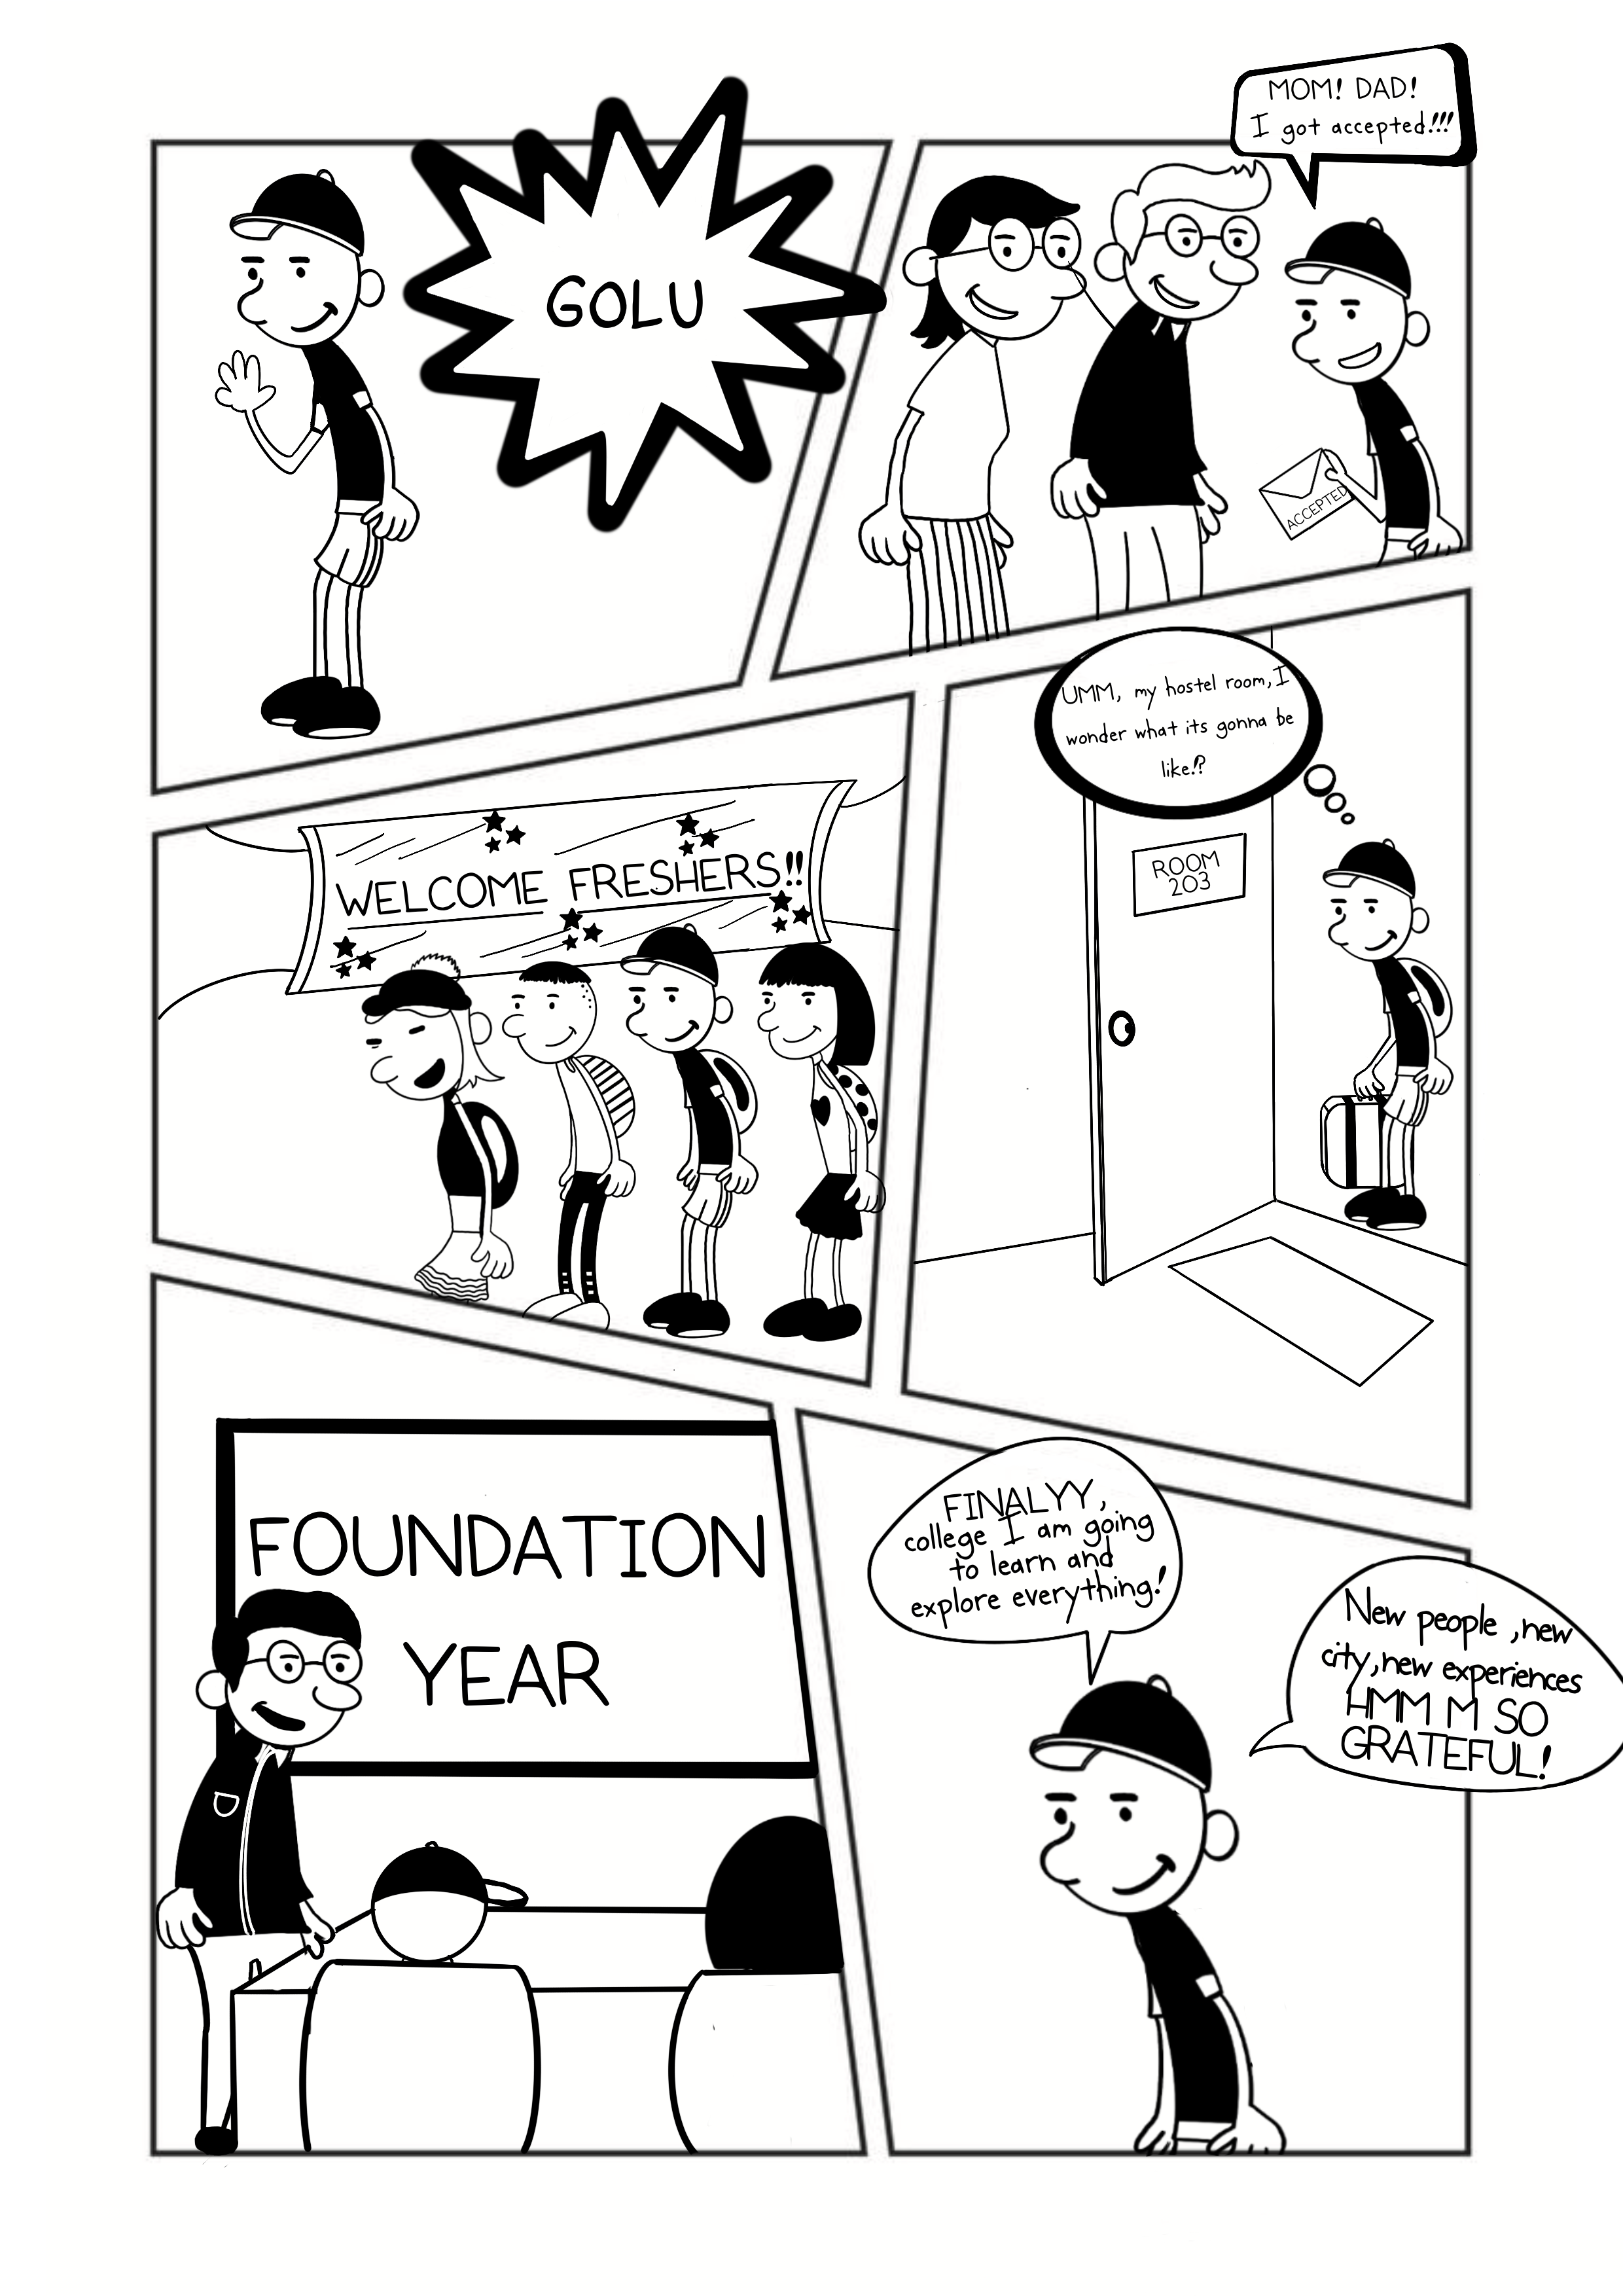 GOLU
MOM! DAD!
I got accepted!!!
ACCEPTED
WELCOME FRESHERS!!
UMM, my hostel room, I
wonder what its gonna be
like!?
ROOM
203
FOUNDATION
YEAR
FINALYY,
college I am going
to learn and
explore everything!
New people ,new
city,new experiences
HMM M SO
GRATEFUL!